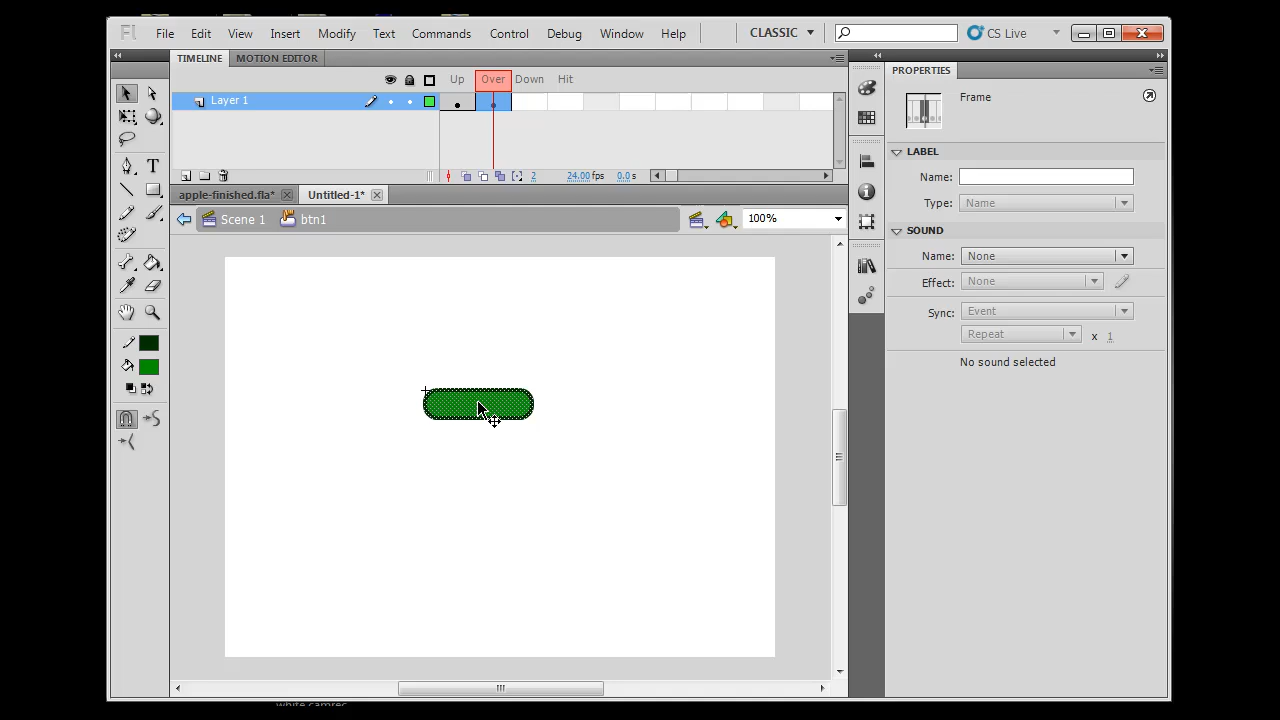 Fl File Edit View Insert Modify Text Commands Control Debug Window Help CLASSIC CS Live
TIMELINE MOTION EDITOR
Up Over Down Hit
Layer 1
2 24.00 fps 0.0 s
apple-finished.fla* Untitled-1*
Scene 1 btn1 100%
PROPERTIES
Frame
LABEL
Name:
Type: Name
SOUND
Name: None
Effect: None
Sync: Event
Repeat x 1
No sound selected
T
white camrec